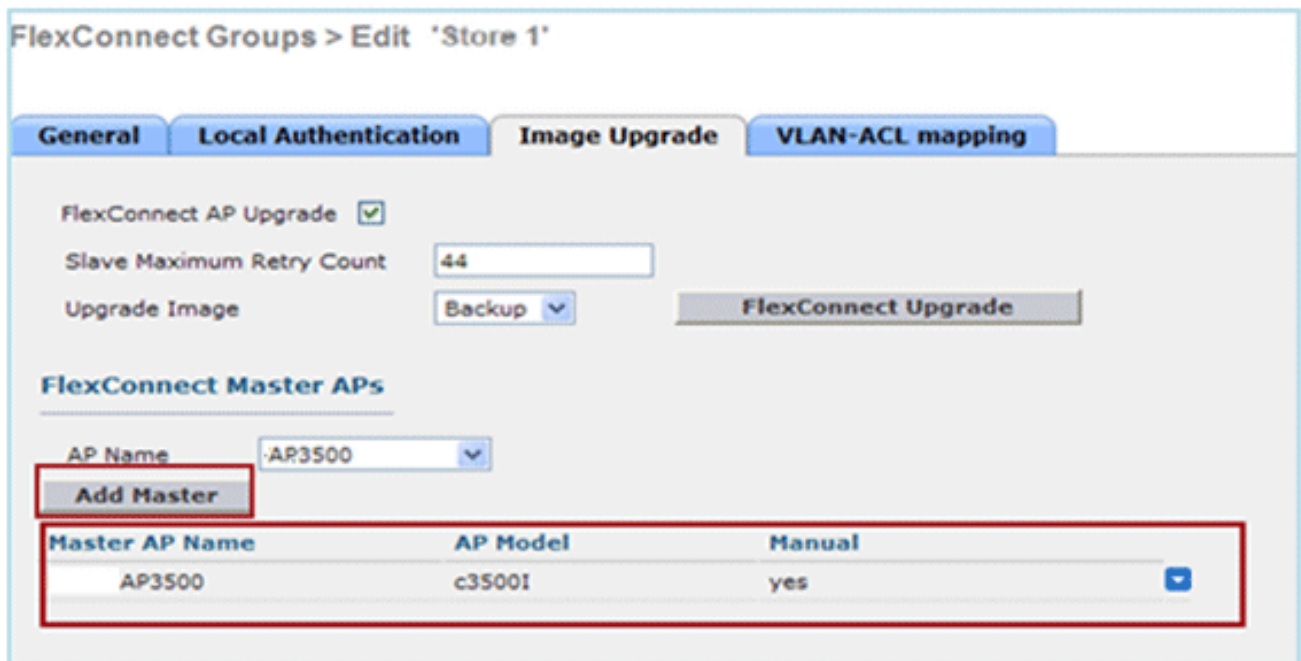 FlexConnect Groups > Edit 'Store 1'
General Local Authentication Image Upgrade VLAN-ACL mapping
FlexConnect AP Upgrade
Slave Maximum Retry Count 44
Upgrade Image Backup FlexConnect Upgrade
FlexConnect Master APs
AP Name AP3500
Add Master
Master AP Name AP Model Manual
AP3500 c3500I yes